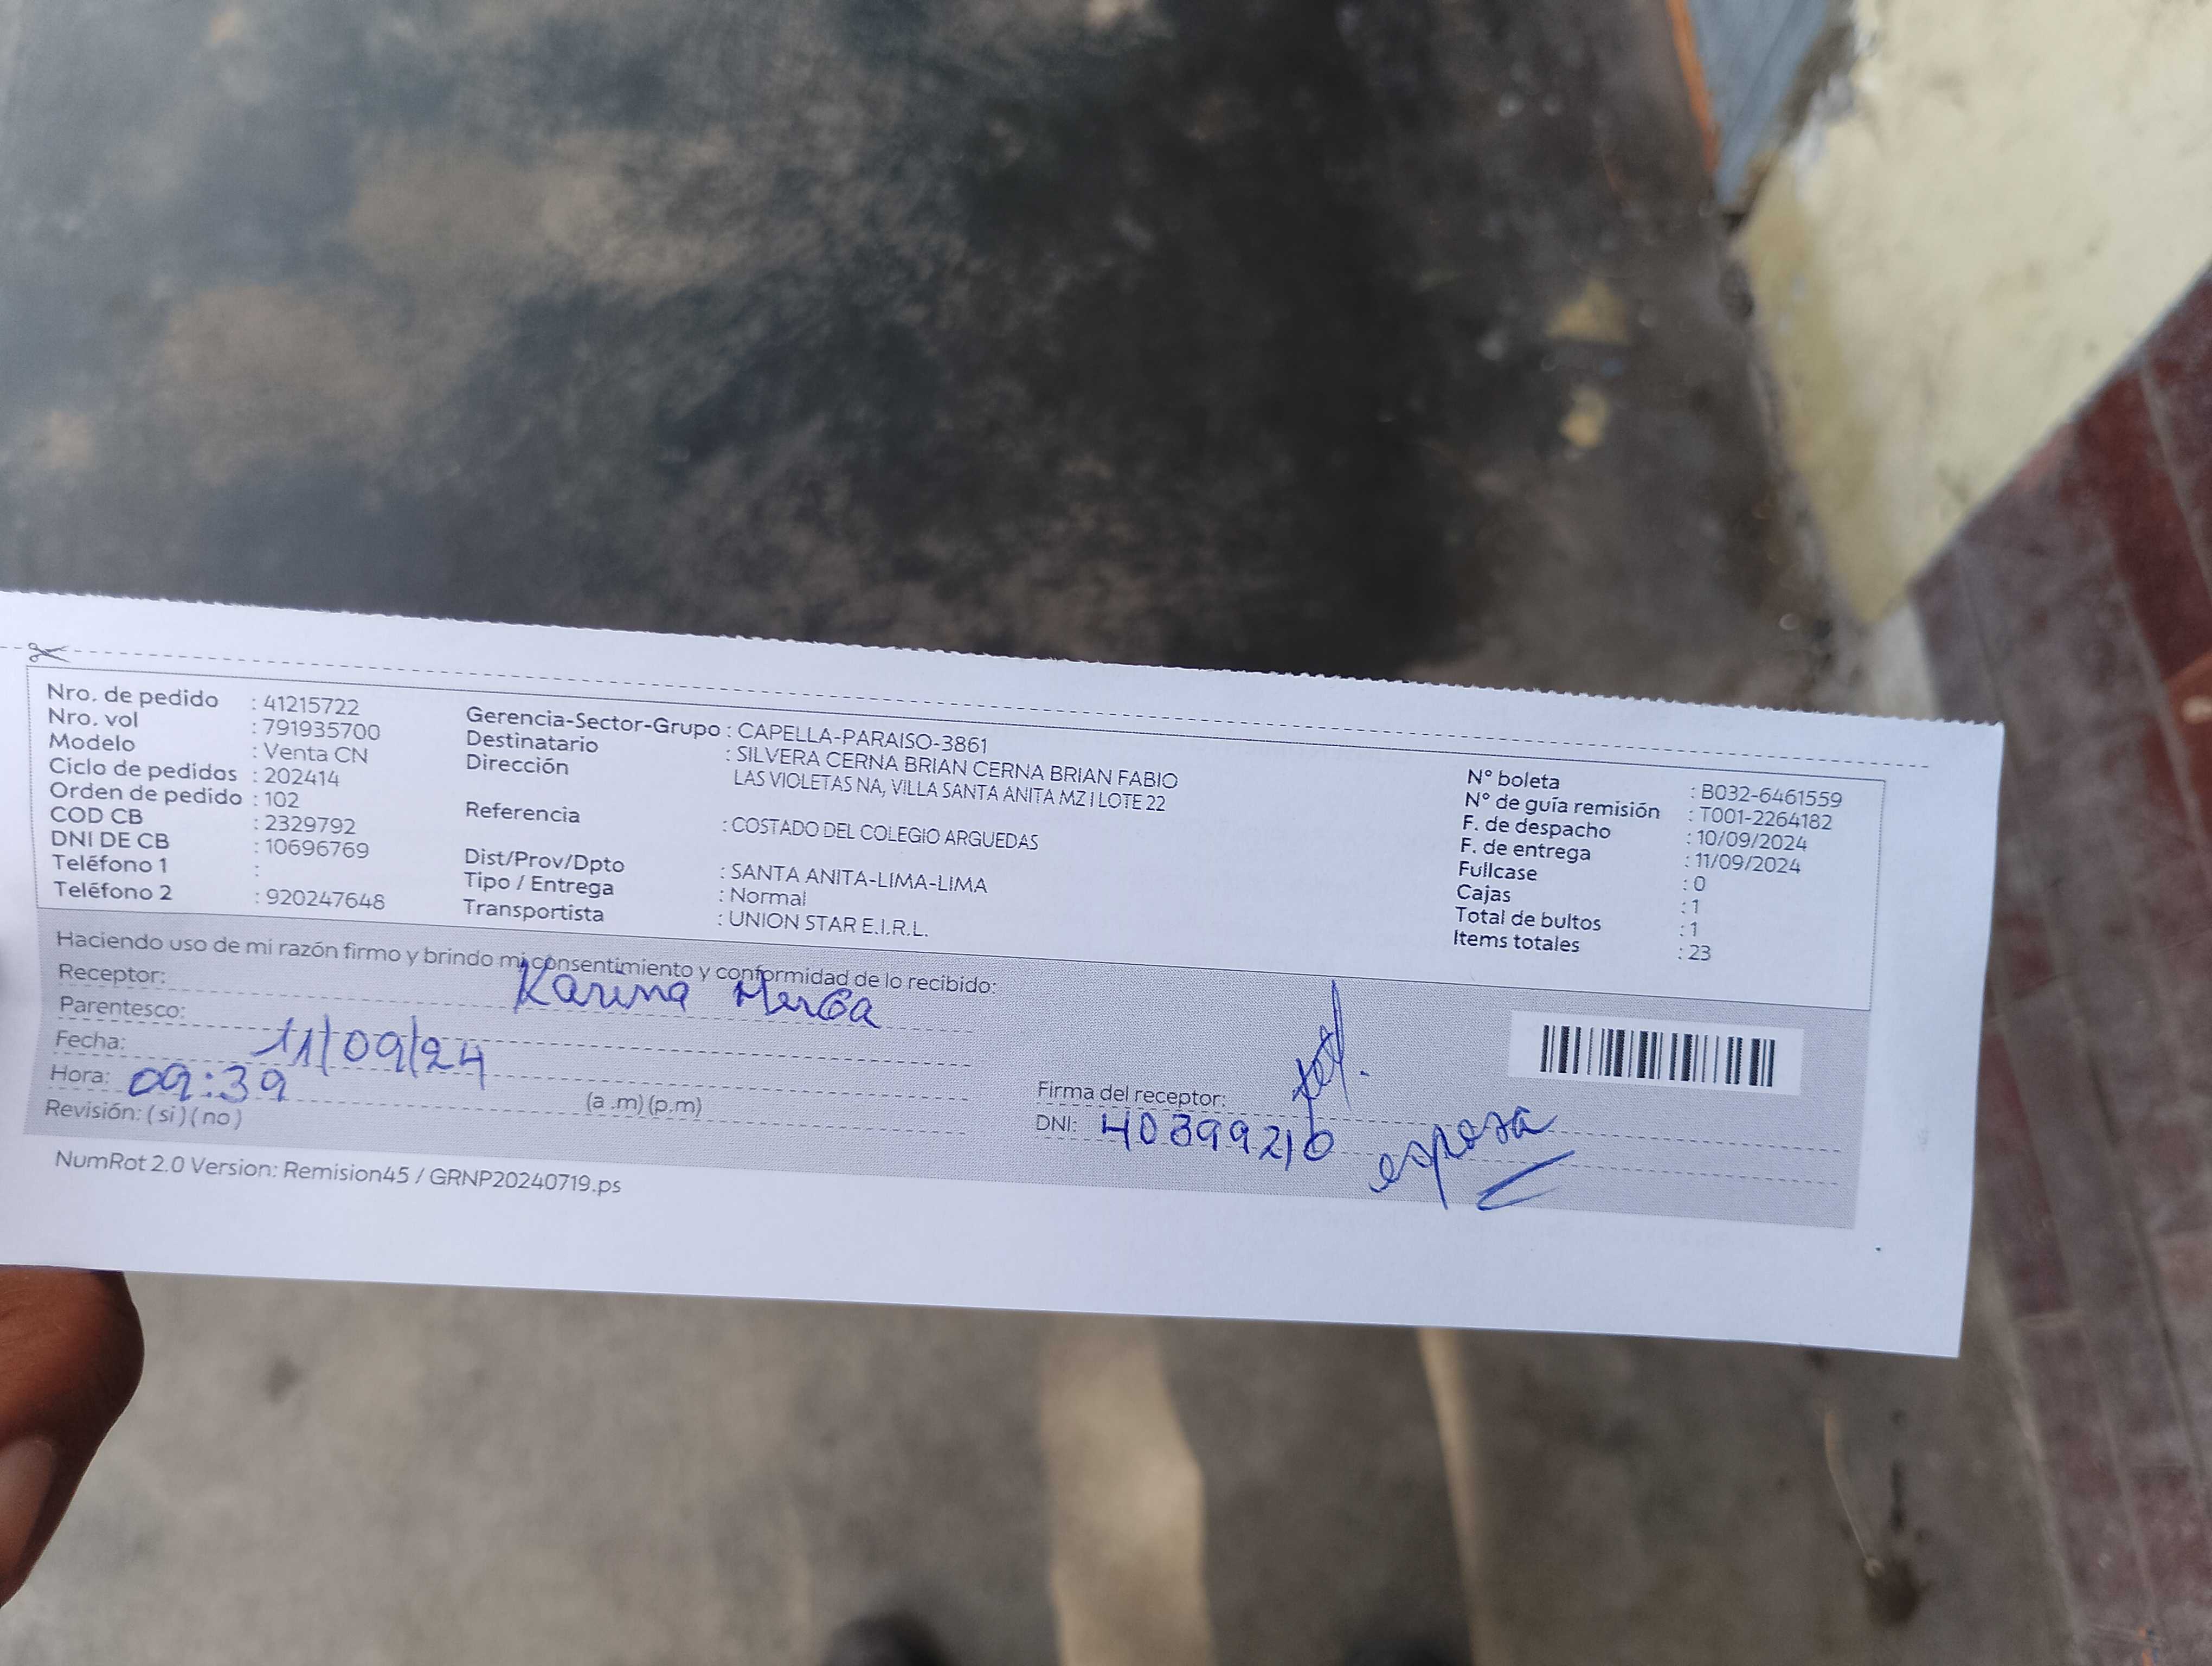 Nro. de pedido : 41215722
Nro. vol : 791935700
Modelo : Venta CN
Ciclo de pedidos : 202414
Orden de pedido : 102
COD CB : 2329792
DNI DE CB : 10696769
Teléfono 1 :
Teléfono 2 : 920247648
Gerencia-Sector-Grupo : CAPELLA-PARAISO-3861
Destinatario : SILVERA CERNA BRIAN CERNA BRIAN FABIO
Dirección LAS VIOLETAS NA, VILLA SANTA ANITA MZ I LOTE 22
Referencia : COSTADO DEL COLEGIO ARGUEDAS
Dist/Prov/Dpto : SANTA ANITA-LIMA-LIMA
Tipo / Entrega : Normal
Transportista : UNION STAR E.I.R.L.
N° boleta : B032-6461559
N° de guía remisión : T001-2264182
F. de despacho : 10/09/2024
F. de entrega : 11/09/2024
Fullcase : 0
Cajas : 1
Total de bultos : 1
Items totales : 23
Haciendo uso de mi razón firmo y brindo mi consentimiento y conformidad de lo recibido:
Receptor: Karina
Parentesco:
Fecha: 11/09/24
Hora: 09:39 (a .m) (p.m)
Revisión: ( si ) ( no )
Firma del receptor:
DNI: 40399210 esposa
NumRot 2.0 Version: Remision45 / GRNP20240719.ps